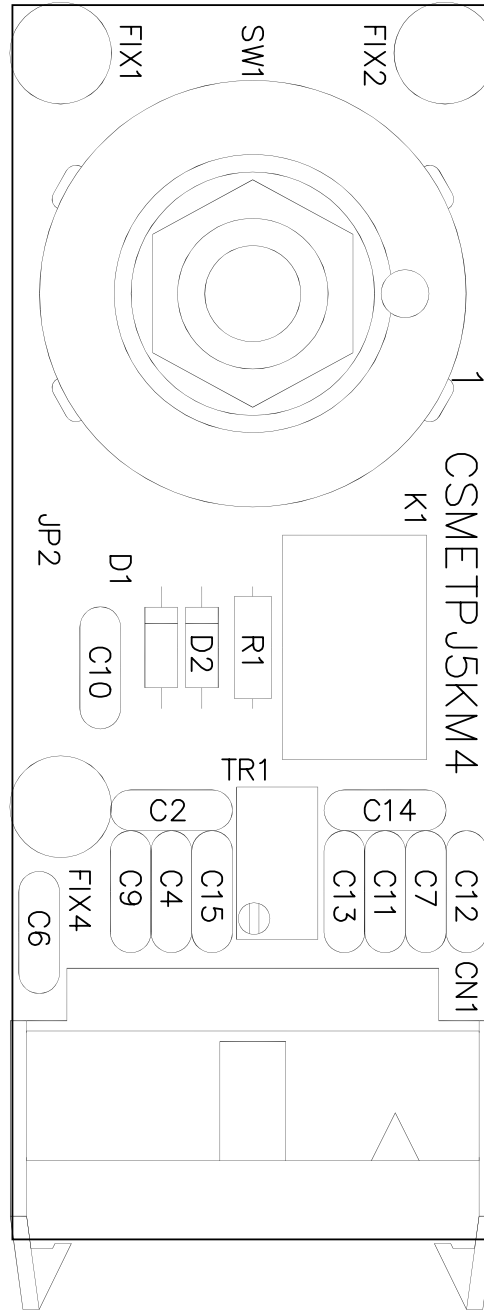 FIX1
SW1
FIX2
1
CSMETPJ5KM4
K1
JP2
D1
D2
R1
C10
TR1
C2
C14
C9
C4
C15
C13
C11
C7
C12
FIX4
C6
CN1